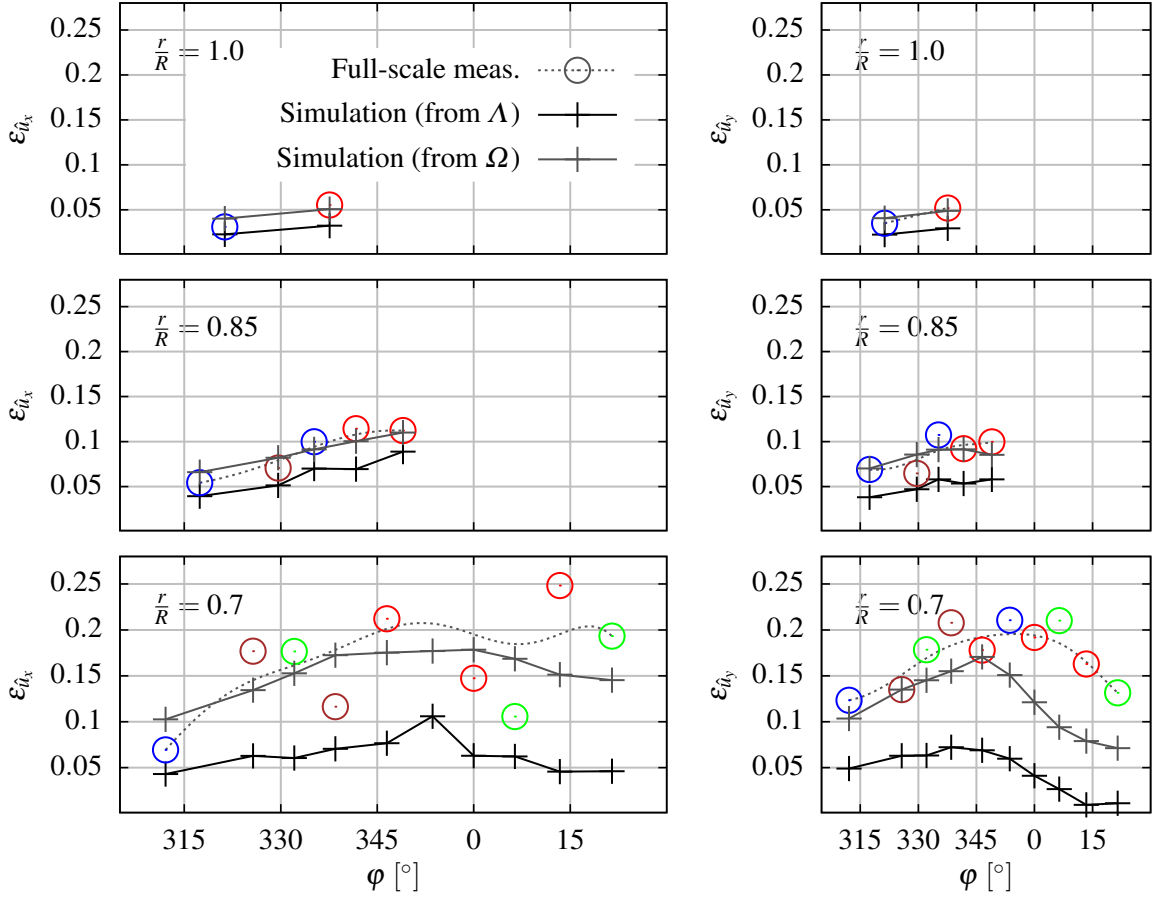 0.25
0.2
0.15
0.1
0.05
ε_{û_x}
r/R = 1.0
Full-scale meas.
Simulation (from Λ)
Simulation (from Ω)
0.25
0.2
0.15
0.1
0.05
ε_{û_y}
r/R = 1.0
0.25
0.2
0.15
0.1
0.05
ε_{û_x}
r/R = 0.85
0.25
0.2
0.15
0.1
0.05
ε_{û_y}
r/R = 0.85
0.25
0.2
0.15
0.1
0.05
ε_{û_x}
r/R = 0.7
315 330 345 0 15
φ [°]
0.25
0.2
0.15
0.1
0.05
ε_{û_y}
r/R = 0.7
315 330 345 0 15
φ [°]